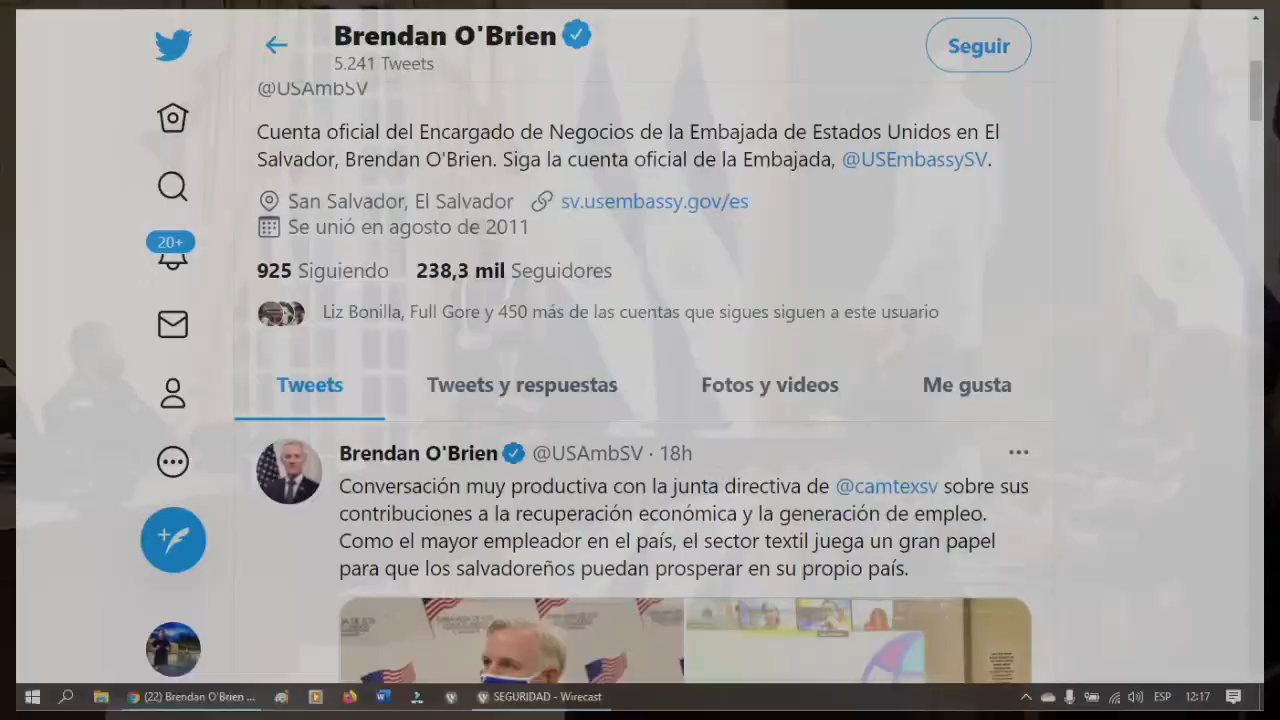 Brendan O'Brien
5.241 Tweets
Seguir
@USAmbSV
Cuenta oficial del Encargado de Negocios de la Embajada de Estados Unidos en El
Salvador, Brendan O'Brien. Siga la cuenta oficial de la Embajada, @USEmbassySV.
San Salvador, El Salvador sv.usembassy.gov/es
Se unió en agosto de 2011
20+
925 Siguiendo 238,3 mil Seguidores
Liz Bonilla, Full Gore y 450 más de las cuentas que sigues siguen a este usuario
Tweets Tweets y respuestas Fotos y videos Me gusta
Brendan O'Brien @USAmbSV · 18h
Conversación muy productiva con la junta directiva de @camtexsv sobre sus
contribuciones a la recuperación económica y la generación de empleo.
Como el mayor empleador en el país, el sector textil juega un gran papel
para que los salvadoreños puedan prosperar en su propio país.
(22) Brendan O'Brien ... SEGURIDAD - Wirecast ESP 12:17